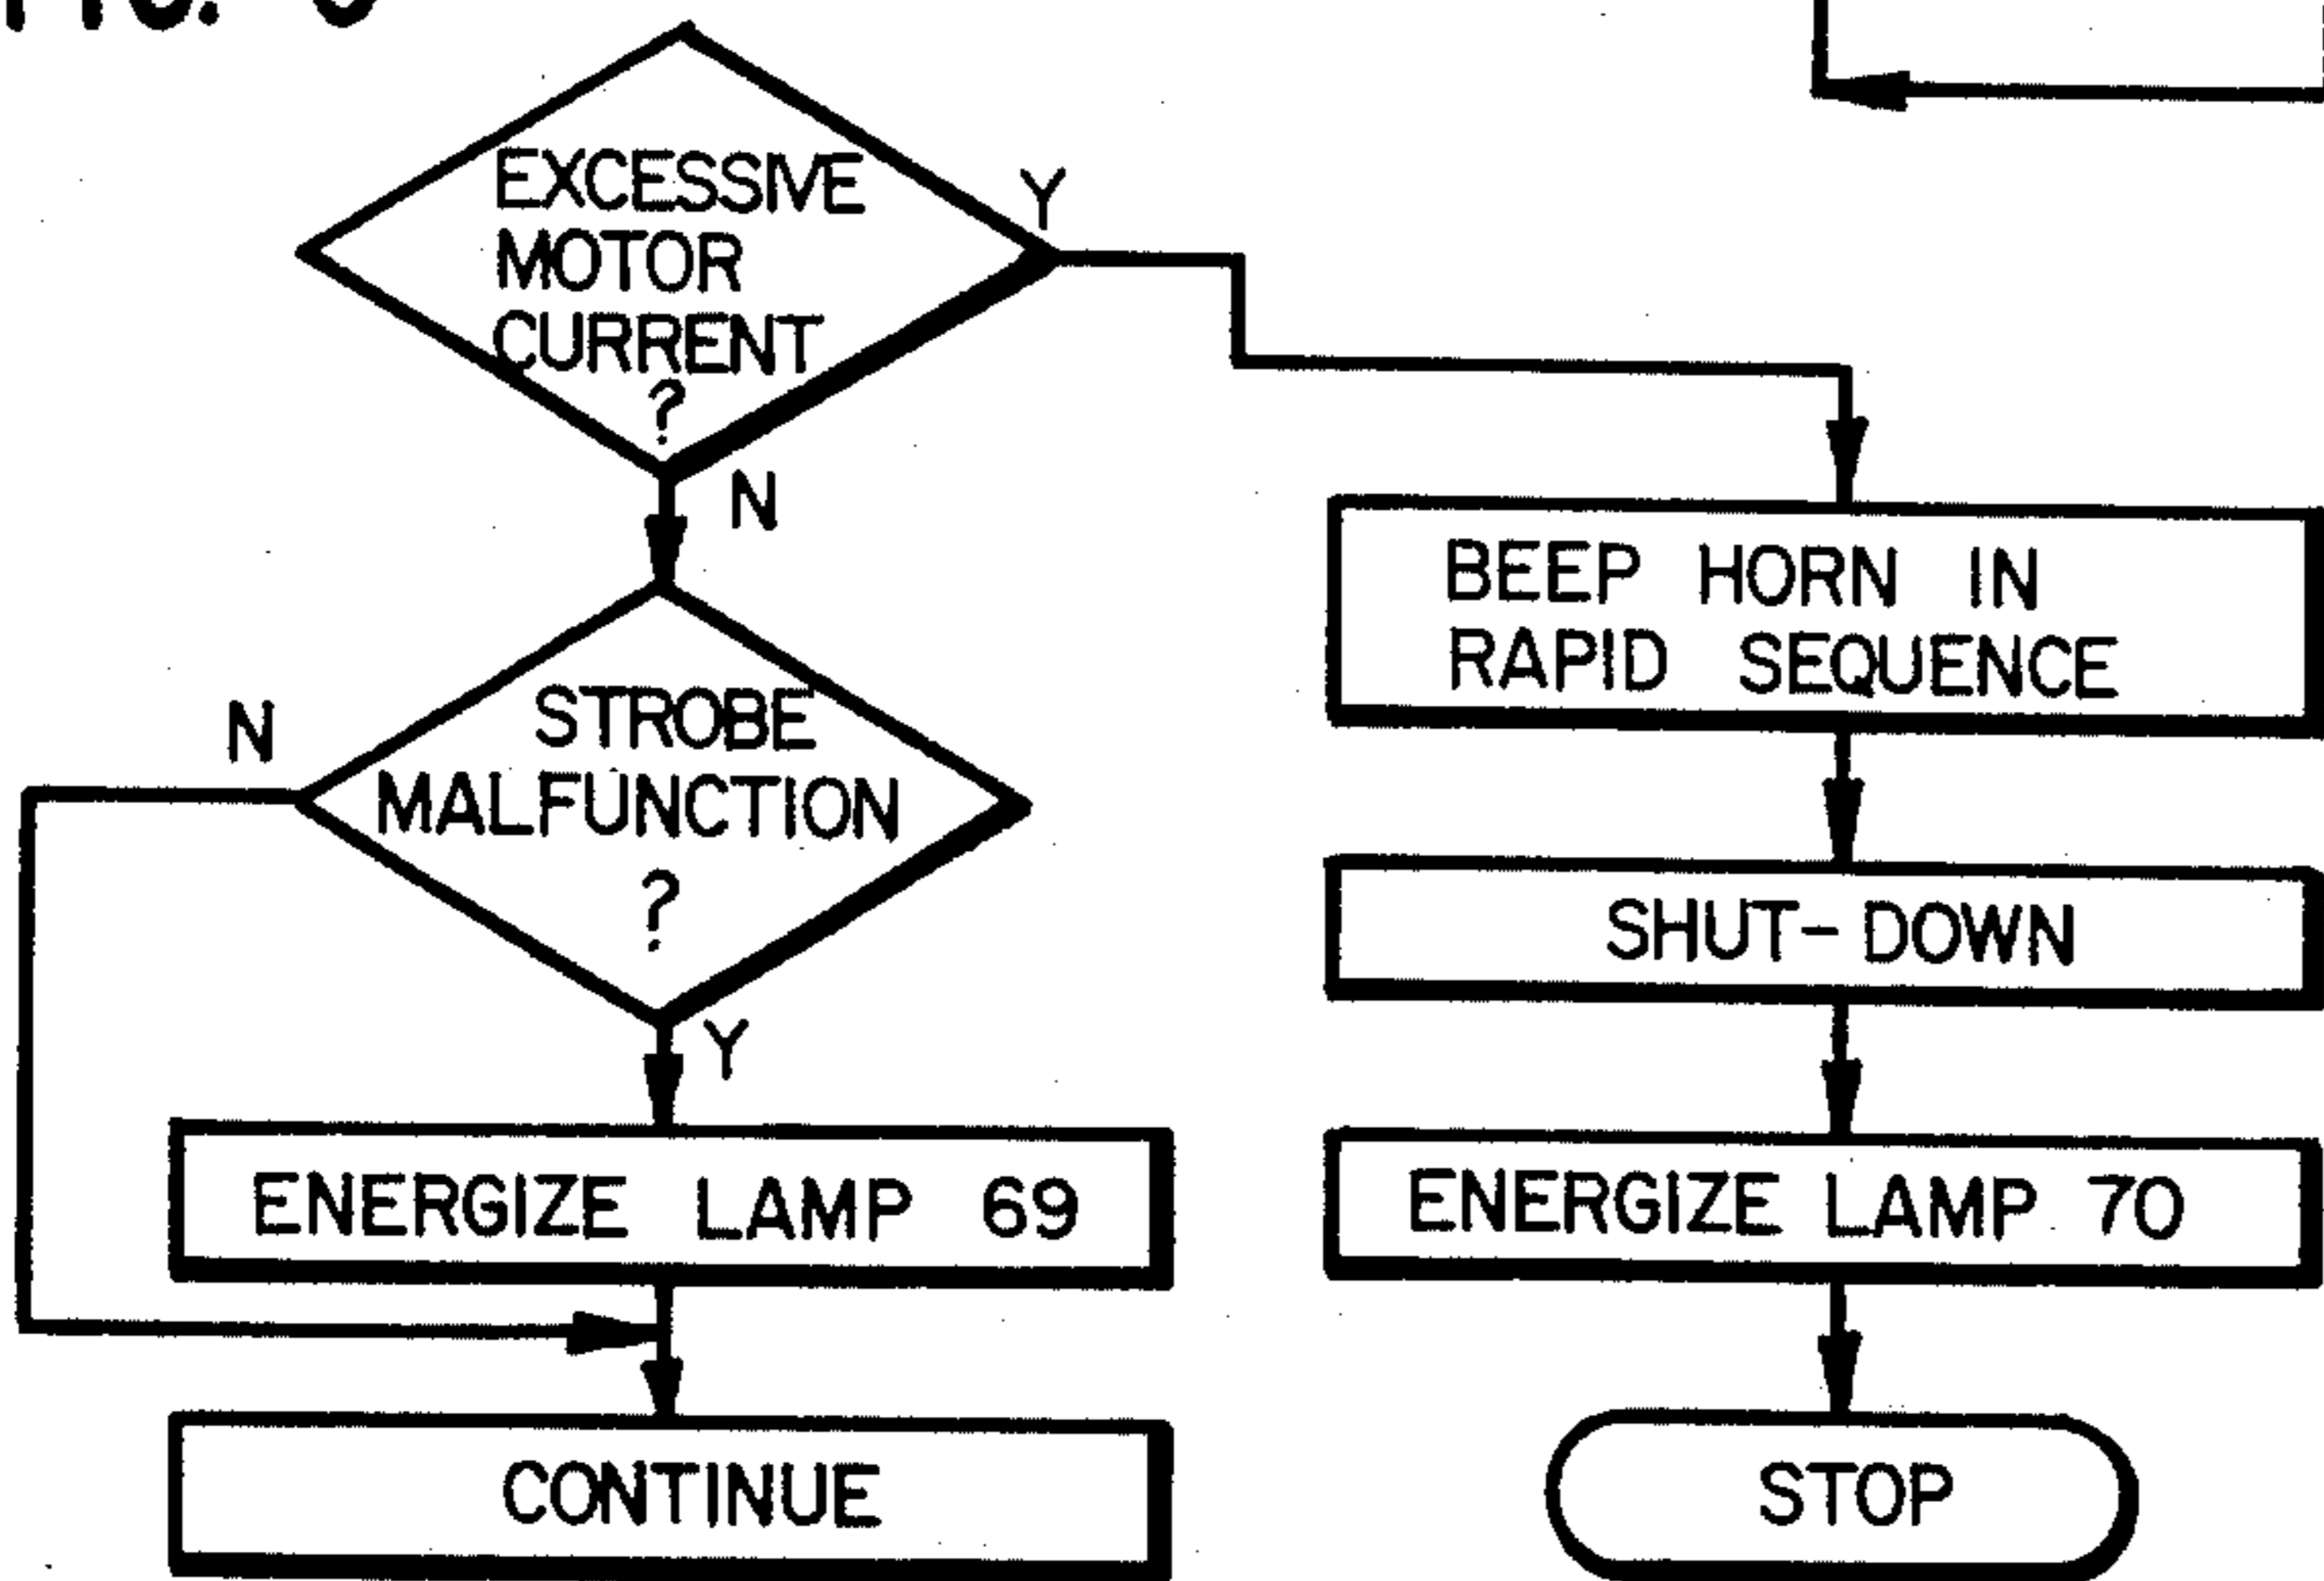 EXCESSIVE
MOTOR
CURRENT
?
Y
N
STROBE
MALFUNCTION
?
N
Y
ENERGIZE LAMP 69
CONTINUE
BEEP HORN IN
RAPID SEQUENCE
SHUT-DOWN
ENERGIZE LAMP 70
STOP